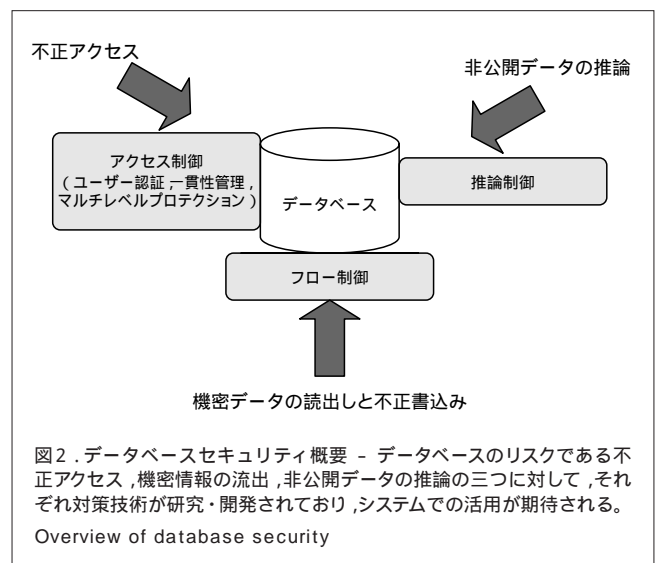 不正アクセス
非公開データの推論
アクセス制御
（ユーザー認証,一貫性管理,
マルチレベルプロテクション）
データベース
推論制御
フロー制御
機密データの読出しと不正書込み
図2．データベースセキュリティ概要 － データベースのリスクである不
正アクセス,機密情報の流出,非公開データの推論の三つに対して,それ
ぞれ対策技術が研究・開発されており,システムでの活用が期待される。
Overview of database security